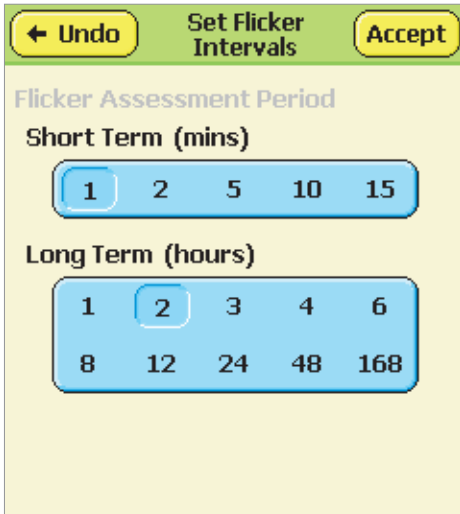 ← Undo
Set Flicker
Intervals
Accept
Flicker Assessment Period
Short Term (mins)
1 2 5 10 15
Long Term (hours)
1 2 3 4 6
8 12 24 48 168